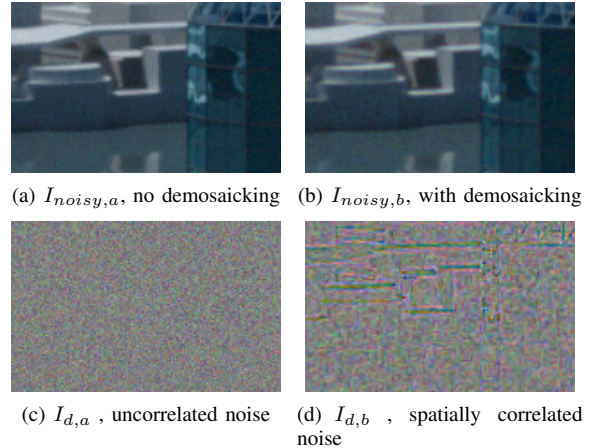 (a) I_{noisy,a}, no demosaicking
(b) I_{noisy,b}, with demosaicking
(c) I_{d,a} , uncorrelated noise
(d) I_{d,b} , spatially correlated
noise